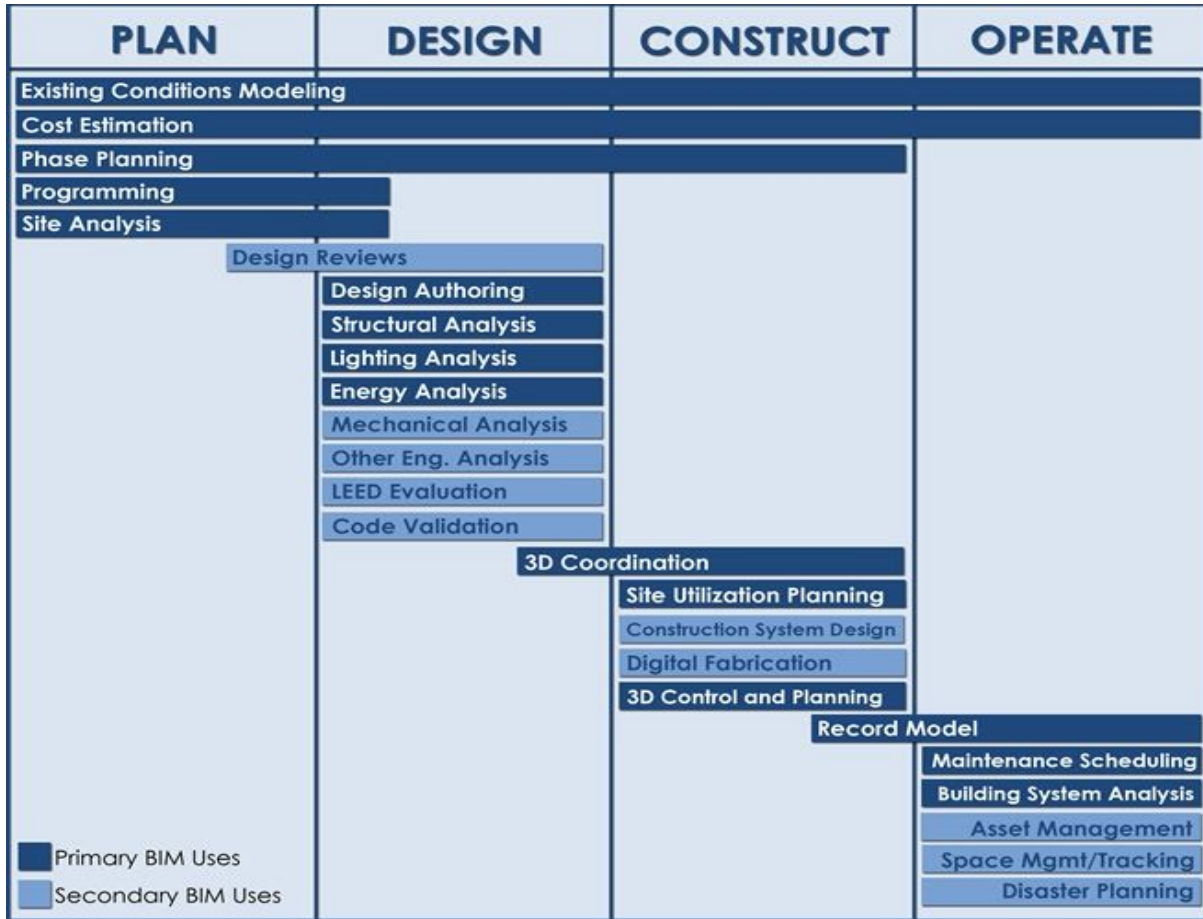 PLAN DESIGN CONSTRUCT OPERATE
Existing Conditions Modeling
Cost Estimation
Phase Planning
Programming
Site Analysis
Design Reviews
Design Authoring
Structural Analysis
Lighting Analysis
Energy Analysis
Mechanical Analysis
Other Eng. Analysis
LEED Evaluation
Code Validation
3D Coordination
Site Utilization Planning
Construction System Design
Digital Fabrication
3D Control and Planning
Record Model
Maintenance Scheduling
Building System Analysis
Asset Management
Space Mgmt/Tracking
Disaster Planning
Primary BIM Uses
Secondary BIM Uses